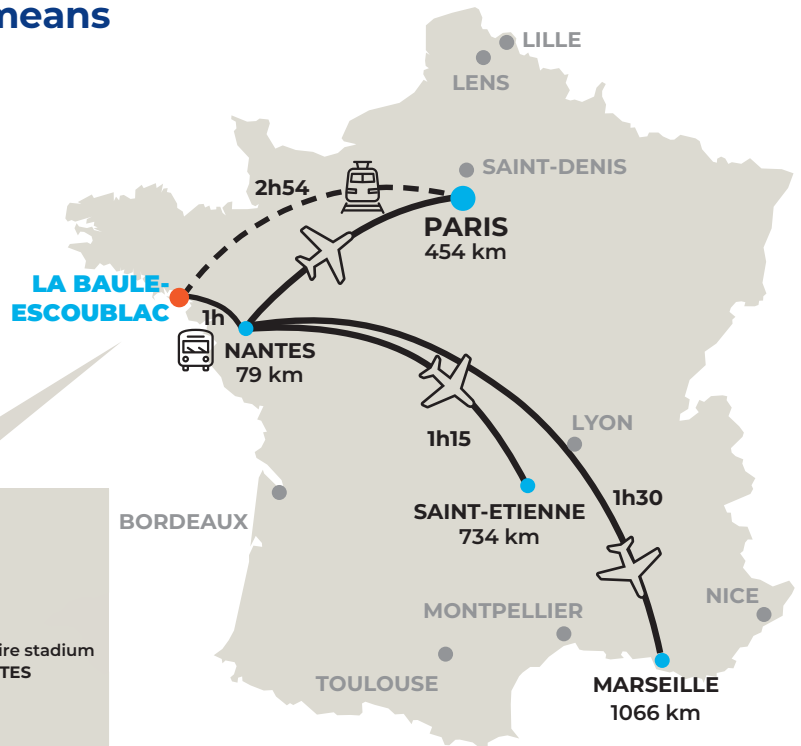 means
LILLE
LENS
SAINT-DENIS
2h54
PARIS
454 km
LA BAULE-
ESCOUBLAC
1h
NANTES
79 km
LYON
1h15
1h30
SAINT-ETIENNE
734 km
BORDEAUX
NICE
MONTPELLIER
ire stadium
TES
TOULOUSE
MARSEILLE
1066 km